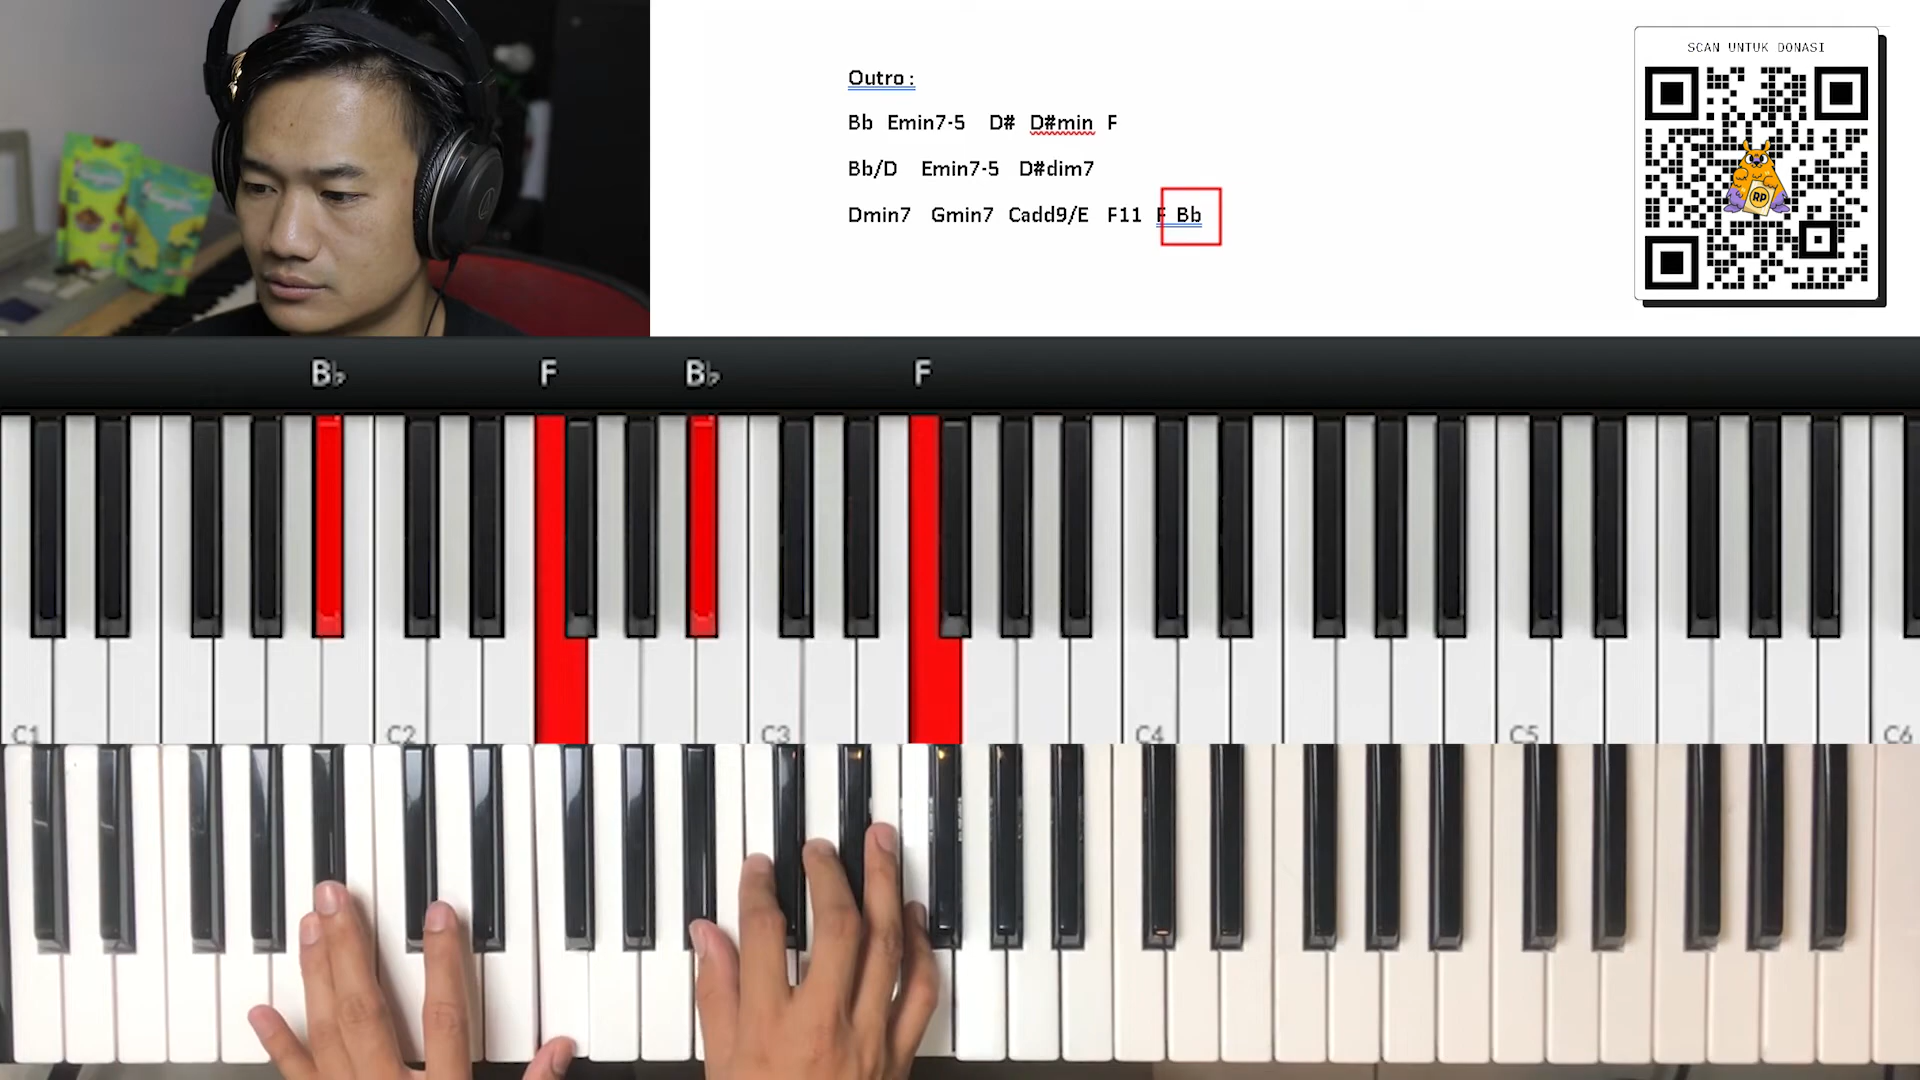 SCAN UNTUK DONASI
Outro :
Bb Emin7-5 D# D#min F
Bb/D Emin7-5 D#dim7
Dmin7 Gmin7 Cadd9/E F11 F Bb
RP
B♭ F B♭ F
C1 C2 C3 C4 C5 C6